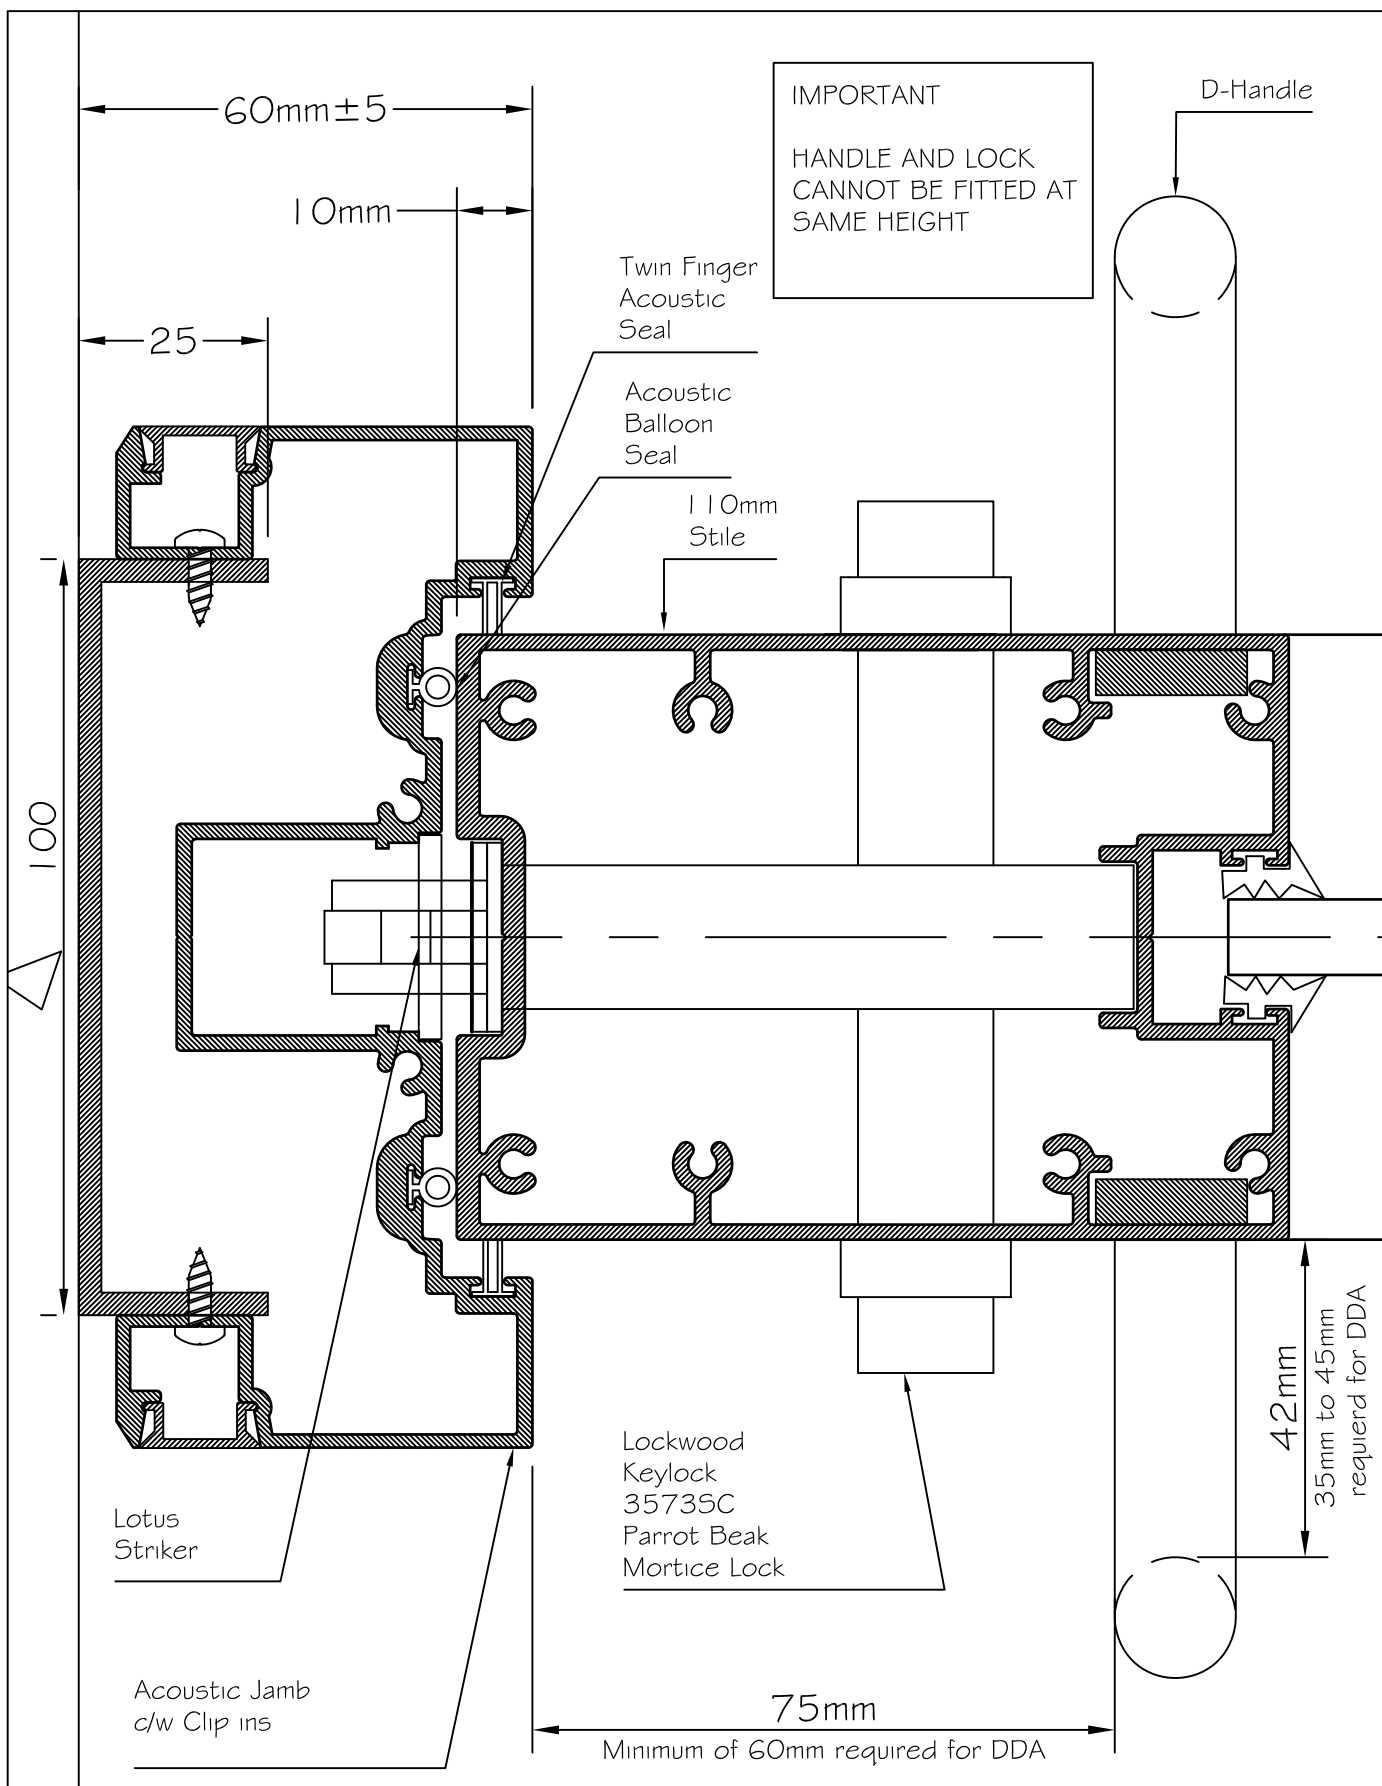 60mm±5
IMPORTANT
HANDLE AND LOCK
CANNOT BE FITTED AT
SAME HEIGHT
D-Handle
10mm
Twin Finger
Acoustic
Seal
25
Acoustic
Balloon
Seal
110mm
Stile
100
42mm
35mm to 45mm
requierd for DDA
Lockwood
Keylock
3573SC
Parrot Beak
Mortice Lock
Lotus
Striker
Acoustic Jamb
c/w Clip ins
75mm
Minimum of 60mm required for DDA